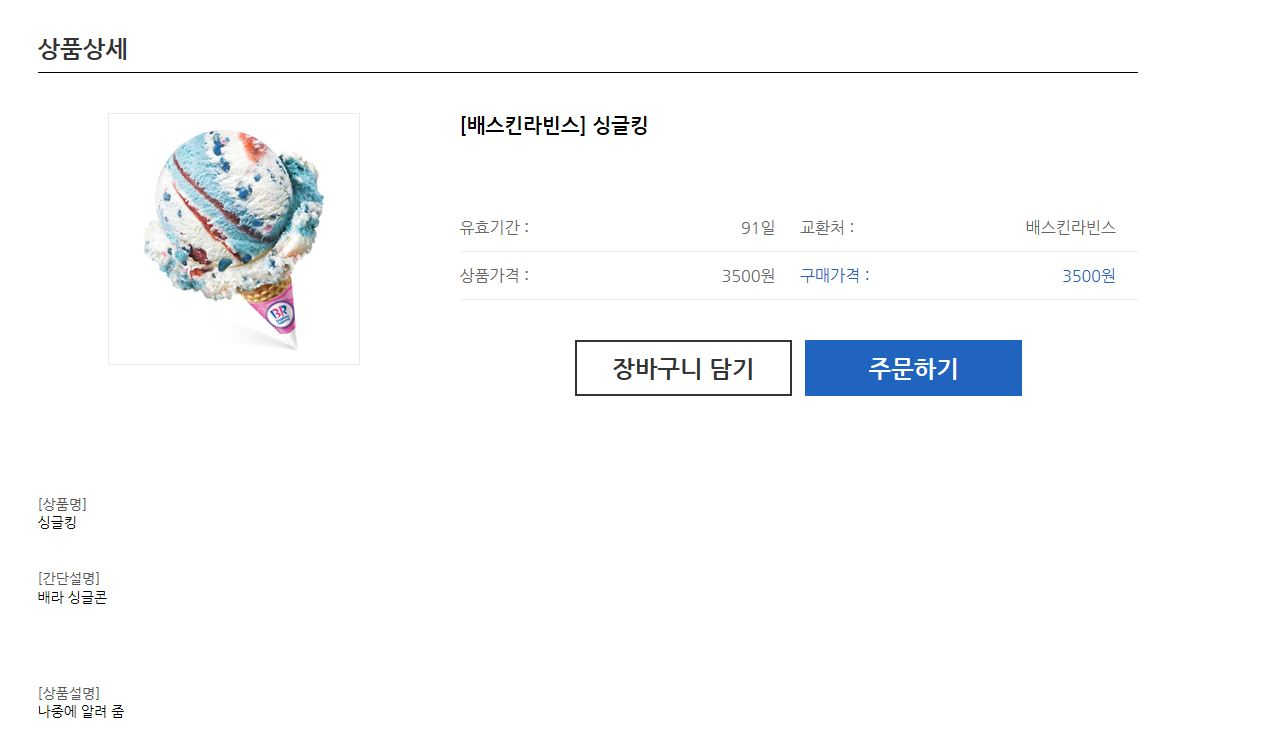 상품상세
[배스킨라빈스] 싱글킹
유효기간 : 91일 교환처 : 배스킨라빈스
상품가격 : 3500원 구매가격 : 3500원
장바구니 담기 주문하기
[상품명]
싱글킹
[간단설명]
배라 싱글콘
[상품설명]
나중에 알려 줌
BR